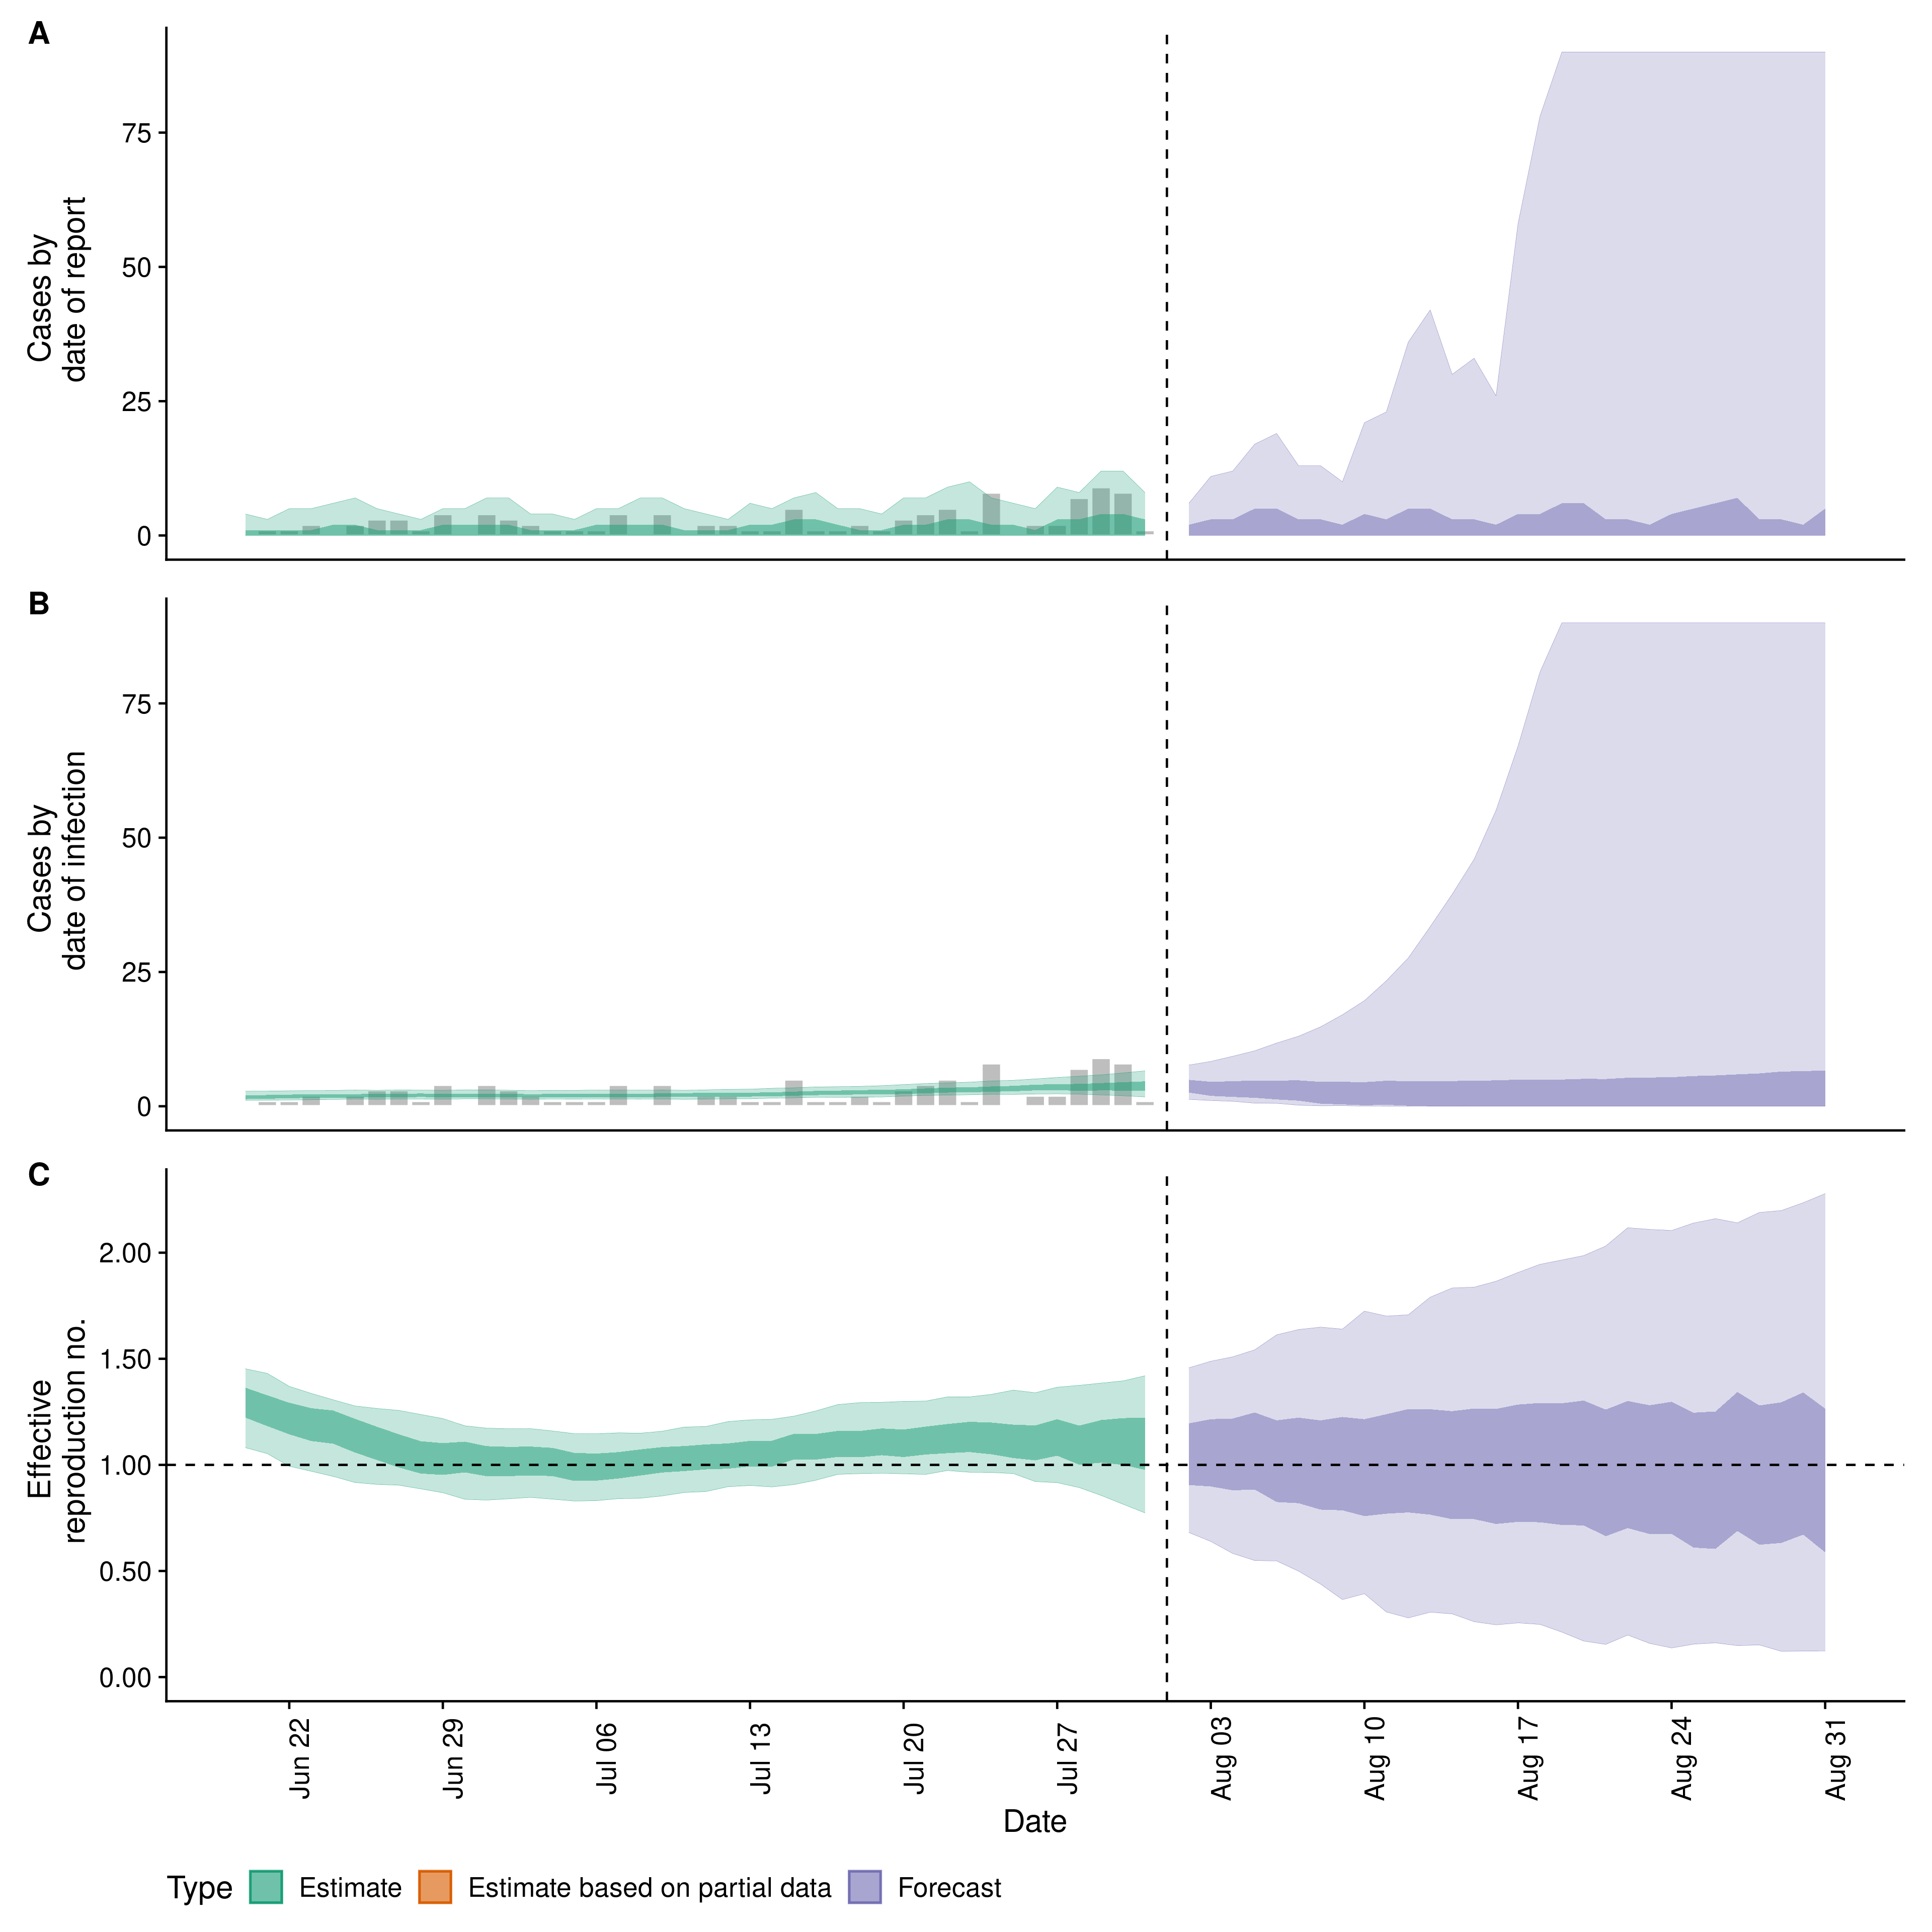 A
Cases by
date of report
75
50
25
0
B
Cases by
date of infection
75
50
25
0
C
Effective
reproduction no.
2.00
1.50
1.00
0.50
0.00
Jun 22
Jun 29
Jul 06
Jul 13
Jul 20
Jul 27
Aug 03
Aug 10
Aug 17
Aug 24
Aug 31
Date
Type Estimate Estimate based on partial data Forecast